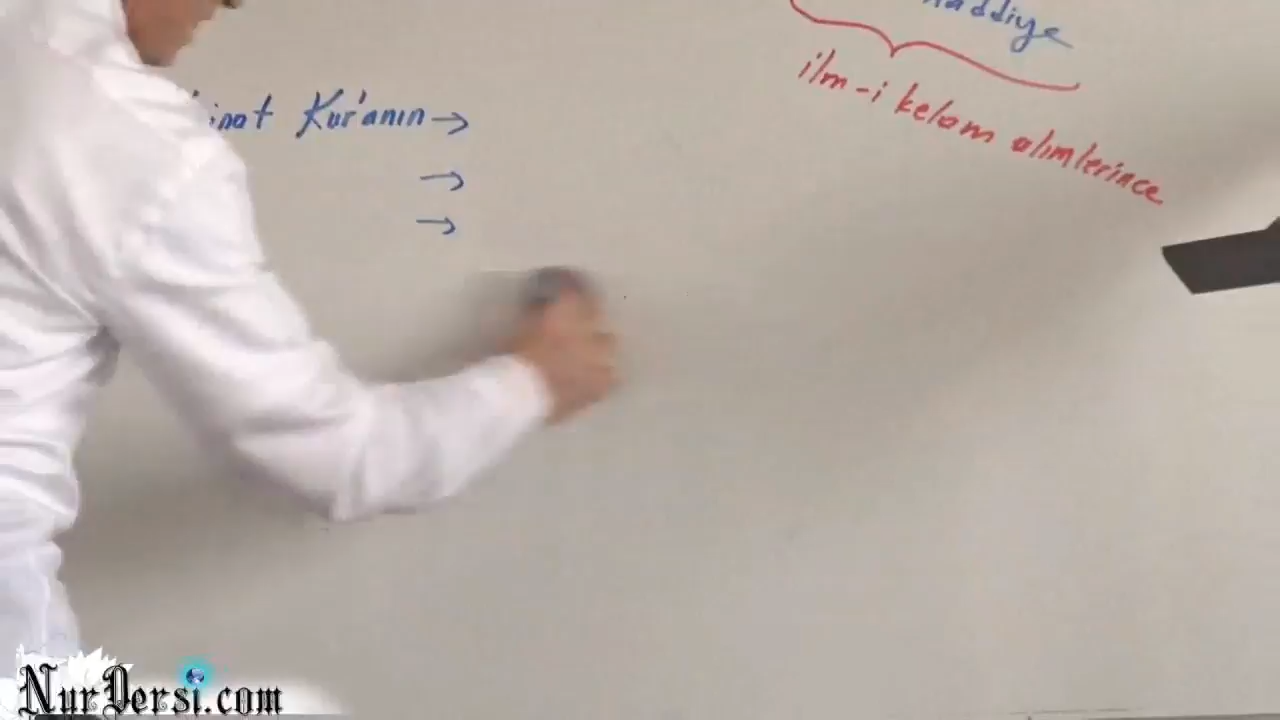 Kur'anın →
→
→
ilm-i kelam alimlerince
NurDersi.com